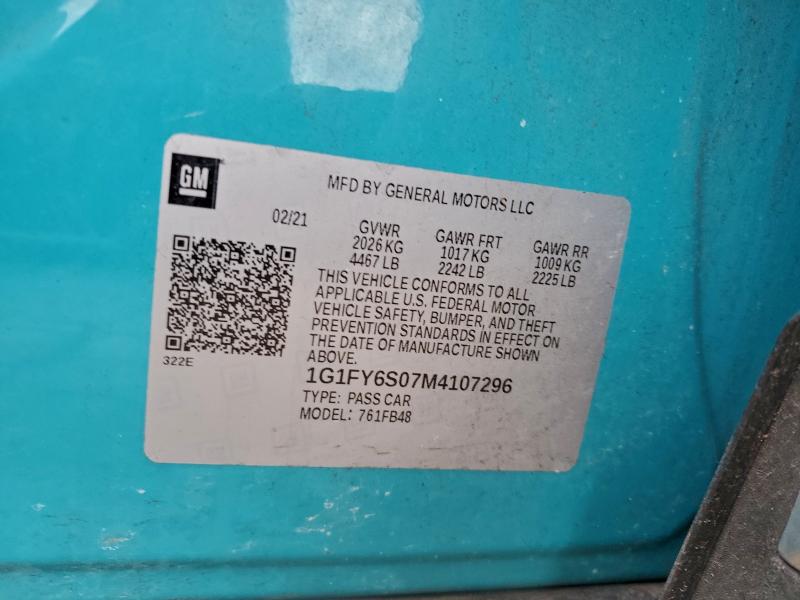 GM
MFD BY GENERAL MOTORS LLC
02/21
GVWR GAWR FRT GAWR RR
2026 KG 1017 KG 1009 KG
4467 LB 2242 LB 2225 LB
THIS VEHICLE CONFORMS TO ALL
APPLICABLE U.S. FEDERAL MOTOR
VEHICLE SAFETY, BUMPER, AND THEFT
PREVENTION STANDARDS IN EFFECT ON
THE DATE OF MANUFACTURE SHOWN
ABOVE.
322E
1G1FY6S07M4107296
TYPE: PASS CAR
MODEL: 761FB48